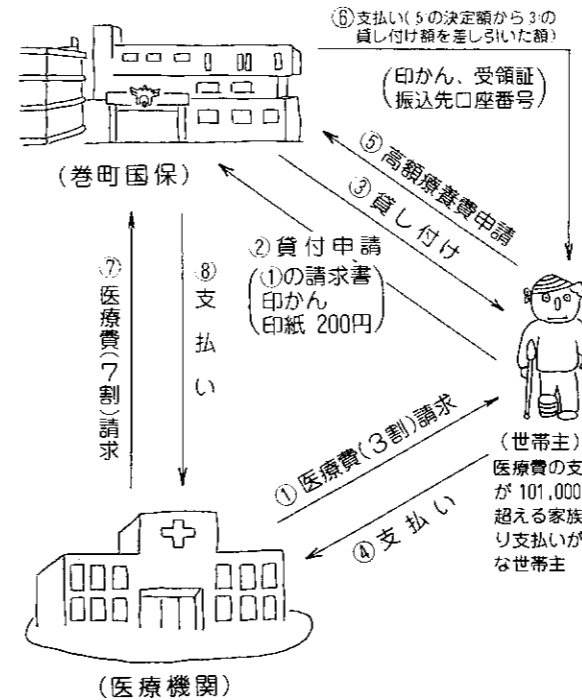 ⑥支払い(5の決定額から3の
貸し付け額を差し引いた額)
(印かん、受領証
振込先口座番号)
(巻町国保)
⑤高額療養費申請
③貸し付け
②貸付申請
(①の請求書
印かん
印紙 200円)
⑦医療費(7割)請求
⑧支払い
①医療費(3割)請求
④支払い
(世帯主)
医療費の支
が 101,000
超える家族
り支払いが
な世帯主
(医療機関)